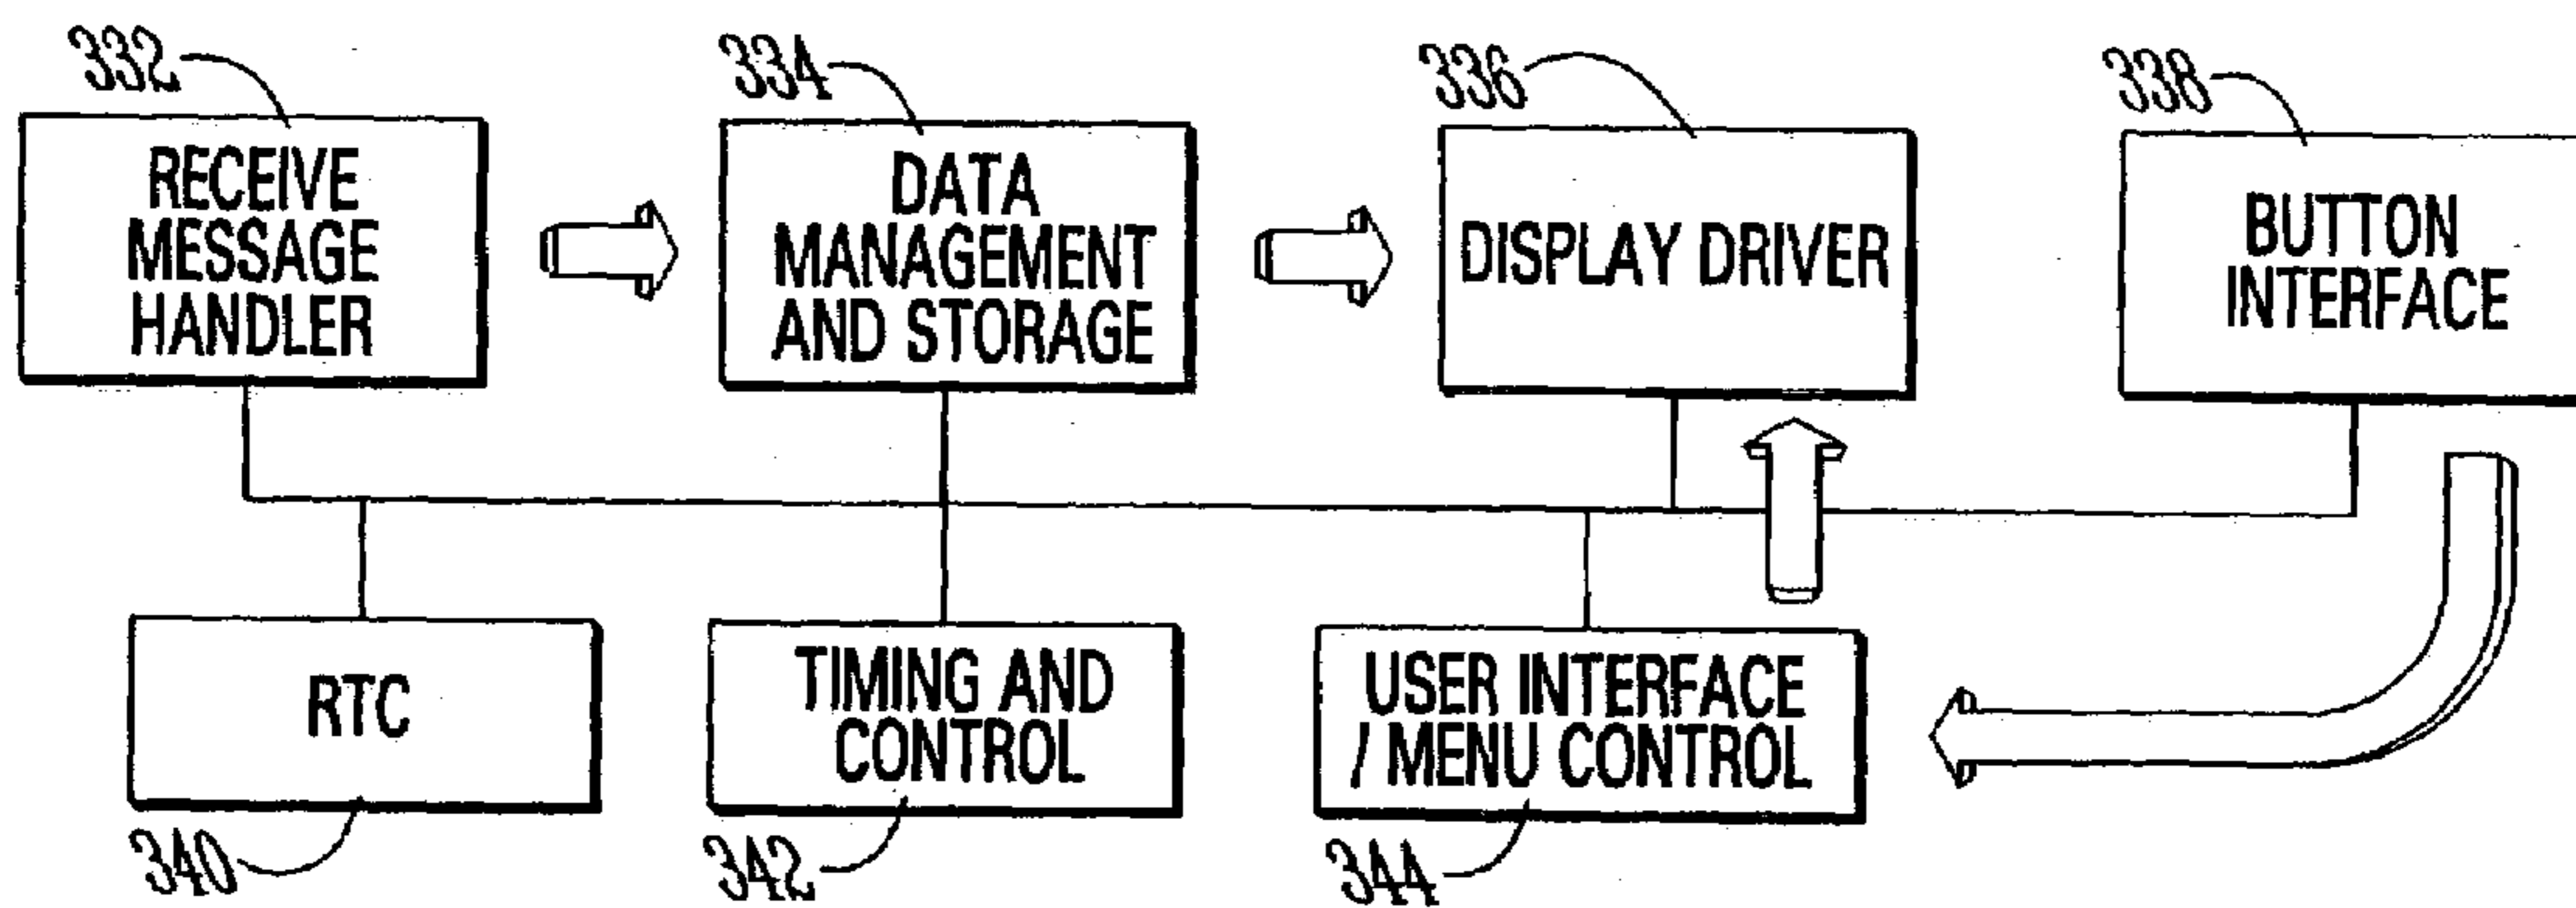 332
334
336
338
RECEIVE
MESSAGE
HANDLER
DATA
MANAGEMENT
AND STORAGE
DISPLAY DRIVER
BUTTON
INTERFACE
RTC
TIMING AND
CONTROL
USER INTERFACE
/ MENU CONTROL
340
342
344